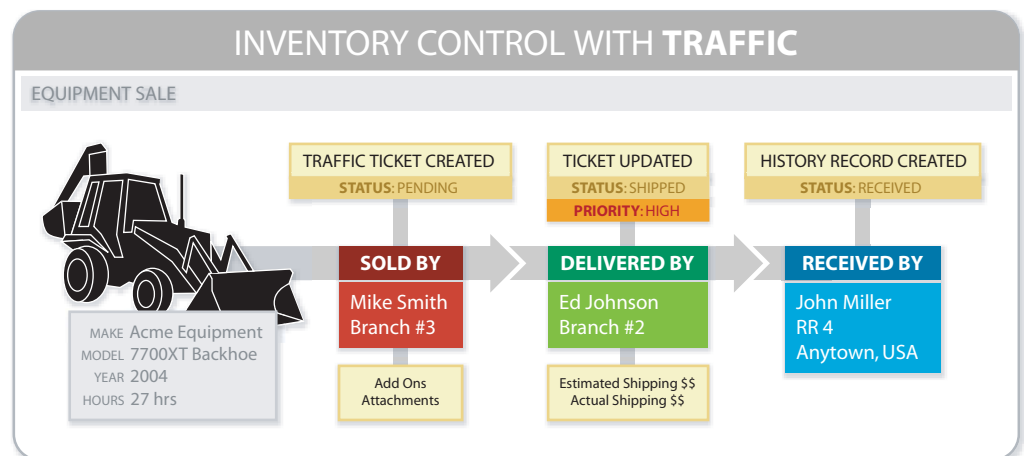 INVENTORY CONTROL WITH TRAFFIC
EQUIPMENT SALE
TRAFFIC TICKET CREATED
STATUS: PENDING
TICKET UPDATED
STATUS: SHIPPED
PRIORITY: HIGH
HISTORY RECORD CREATED
STATUS: RECEIVED
MAKE Acme Equipment
MODEL 7700XT Backhoe
YEAR 2004
HOURS 27 hrs
SOLD BY
Mike Smith
Branch #3
Add Ons
Attachments
DELIVERED BY
Ed Johnson
Branch #2
Estimated Shipping $$
Actual Shipping $$
RECEIVED BY
John Miller
RR 4
Anytown, USA